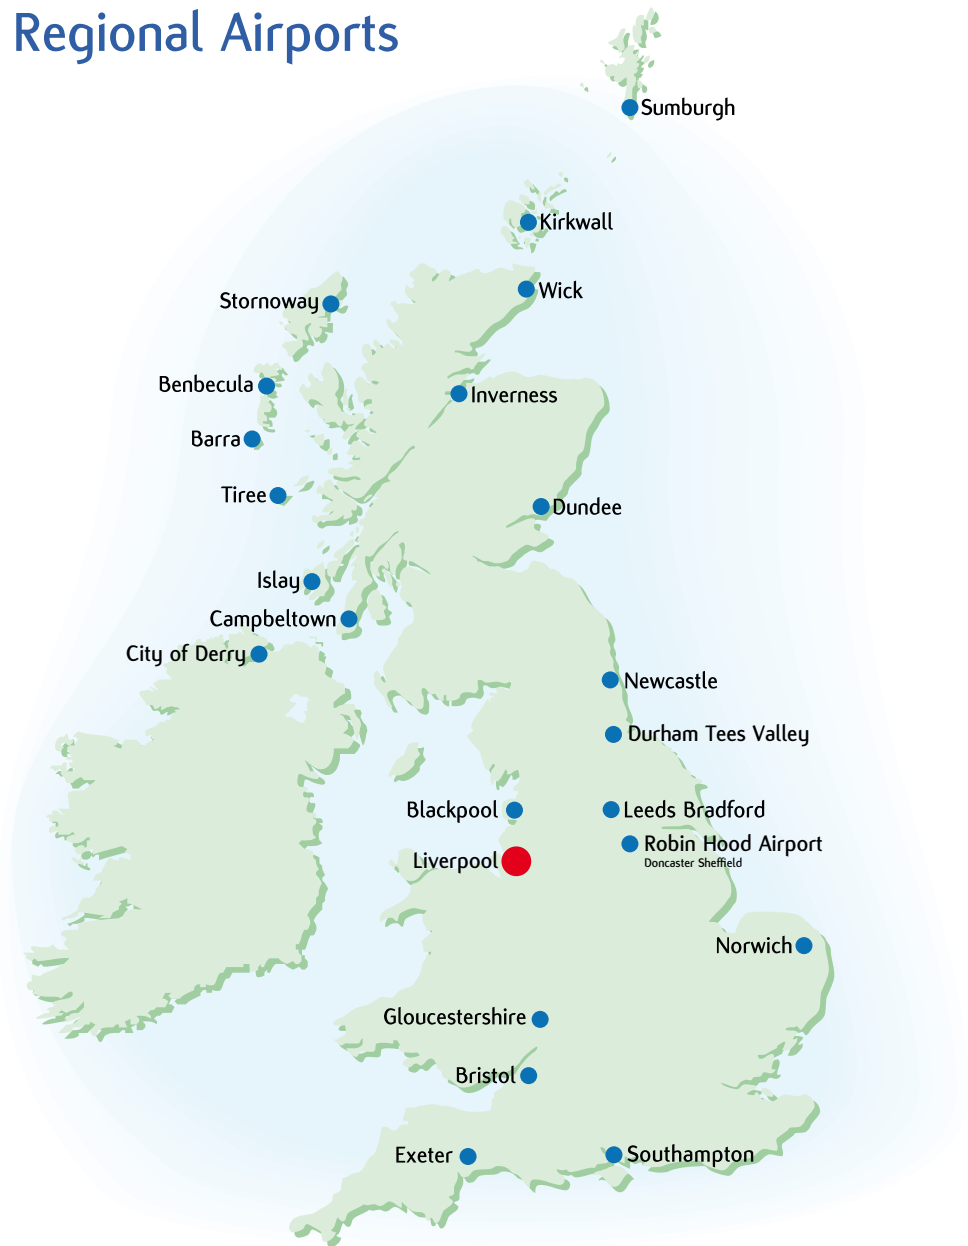 Regional Airports
Sumburgh
Kirkwall
Wick
Stornoway
Benbecula
Inverness
Barra
Tiree
Dundee
Islay
Campbeltown
City of Derry
Newcastle
Durham Tees Valley
Blackpool
Leeds Bradford
Robin Hood Airport
Doncaster Sheffield
Liverpool
Norwich
Gloucestershire
Bristol
Exeter
Southampton